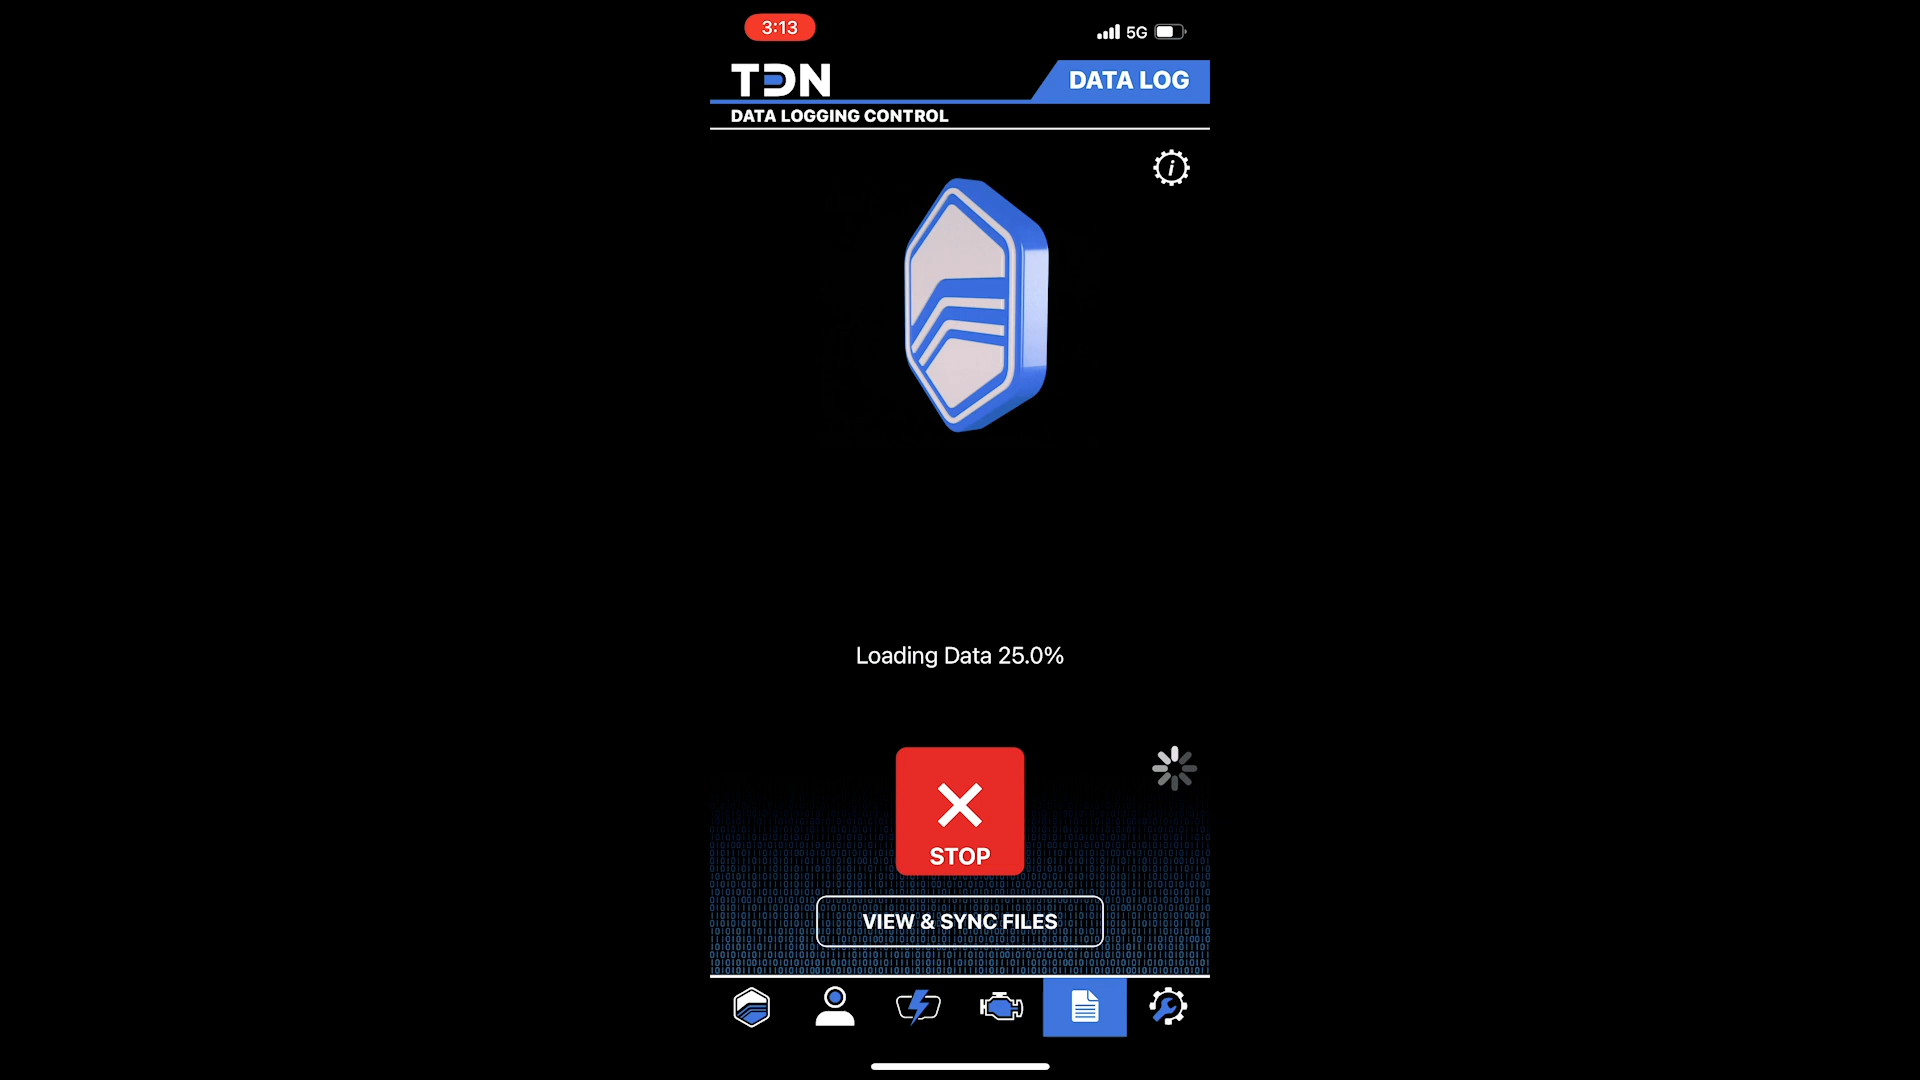 3:13
5G
TDN
DATA LOG
DATA LOGGING CONTROL
i
Loading Data 25.0%
STOP
VIEW & SYNC FILES